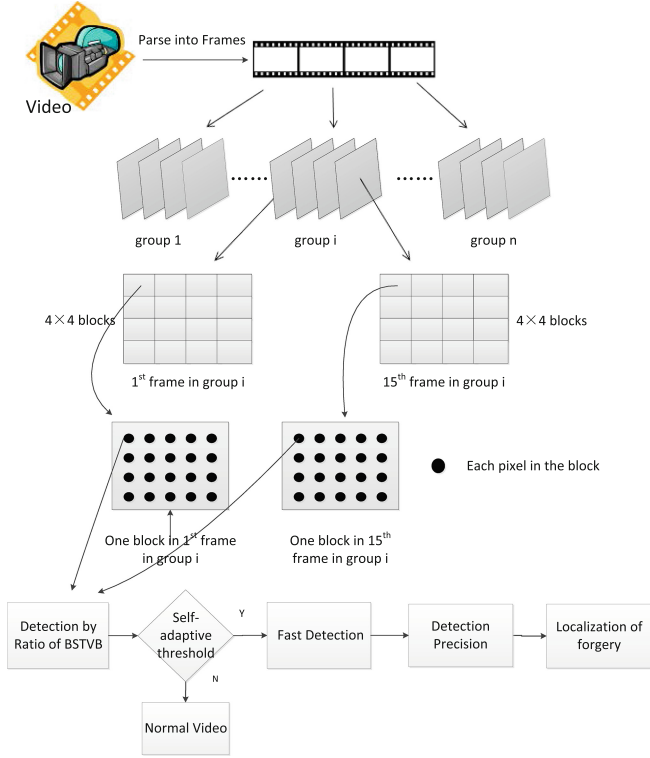 Parse into Frames
Video
group 1
group i
group n
4×4 blocks
4×4 blocks
1st frame in group i
15th frame in group i
Each pixel in the block
One block in 1st frame
in group i
One block in 15th
frame in group i
Detection by
Ratio of BSTVB
Self-
adaptive
threshold
Y
Fast Detection
Detection
Precision
Localization of
forgery
N
Normal Video